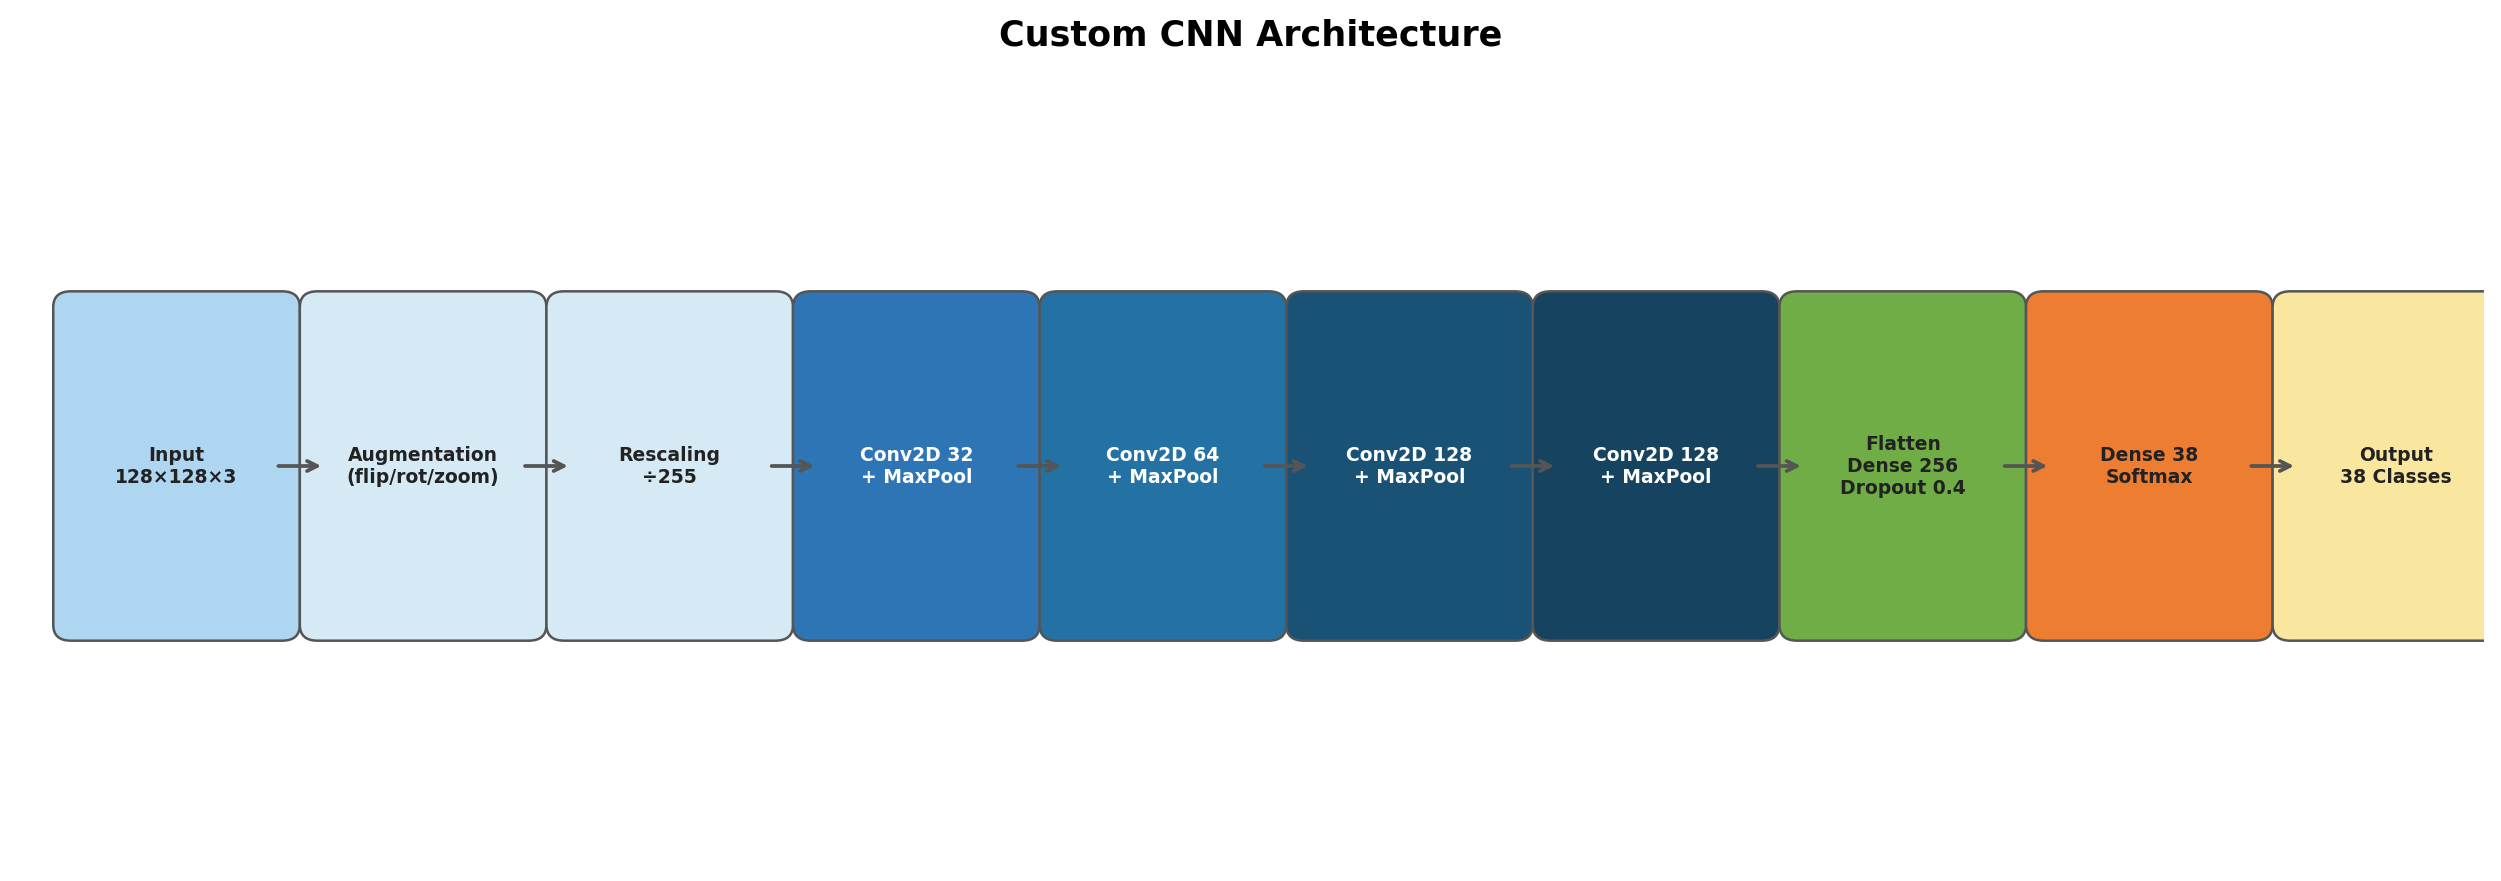 Custom CNN Architecture
Input
128×128×3
Augmentation
(flip/rot/zoom)
Rescaling
÷255
Conv2D 32
+ MaxPool
Conv2D 64
+ MaxPool
Conv2D 128
+ MaxPool
Conv2D 128
+ MaxPool
Flatten
Dense 256
Dropout 0.4
Dense 38
Softmax
Output
38 Classes